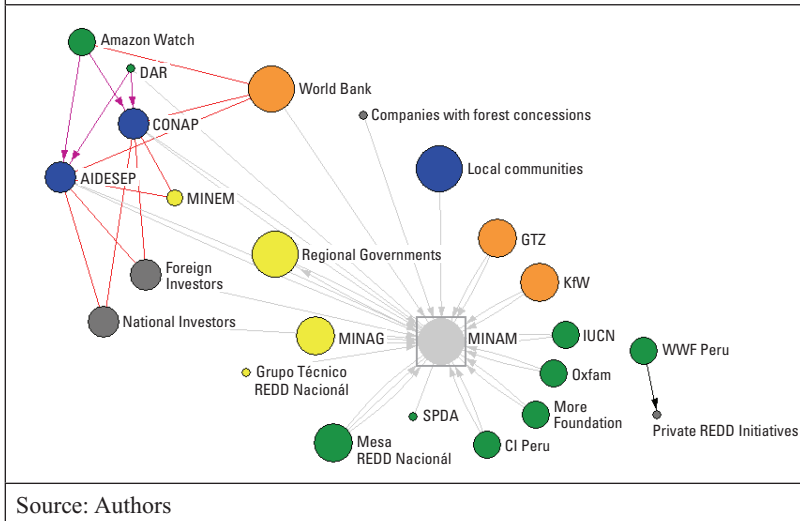 Amazon Watch
DAR
World Bank
Companies with forest concessions
CONAP
Local communities
AIDESEP
MINEM
GTZ
Regional Governments
Foreign
Investors
KfW
National Investors
MINAG
MINAM
IUCN
WWF Peru
Grupo Técnico
REDD Nacionál
Oxfam
More
Foundation
SPDA
Private REDD Initiatives
Mesa
REDD Nacionál
CI Peru
Source: Authors